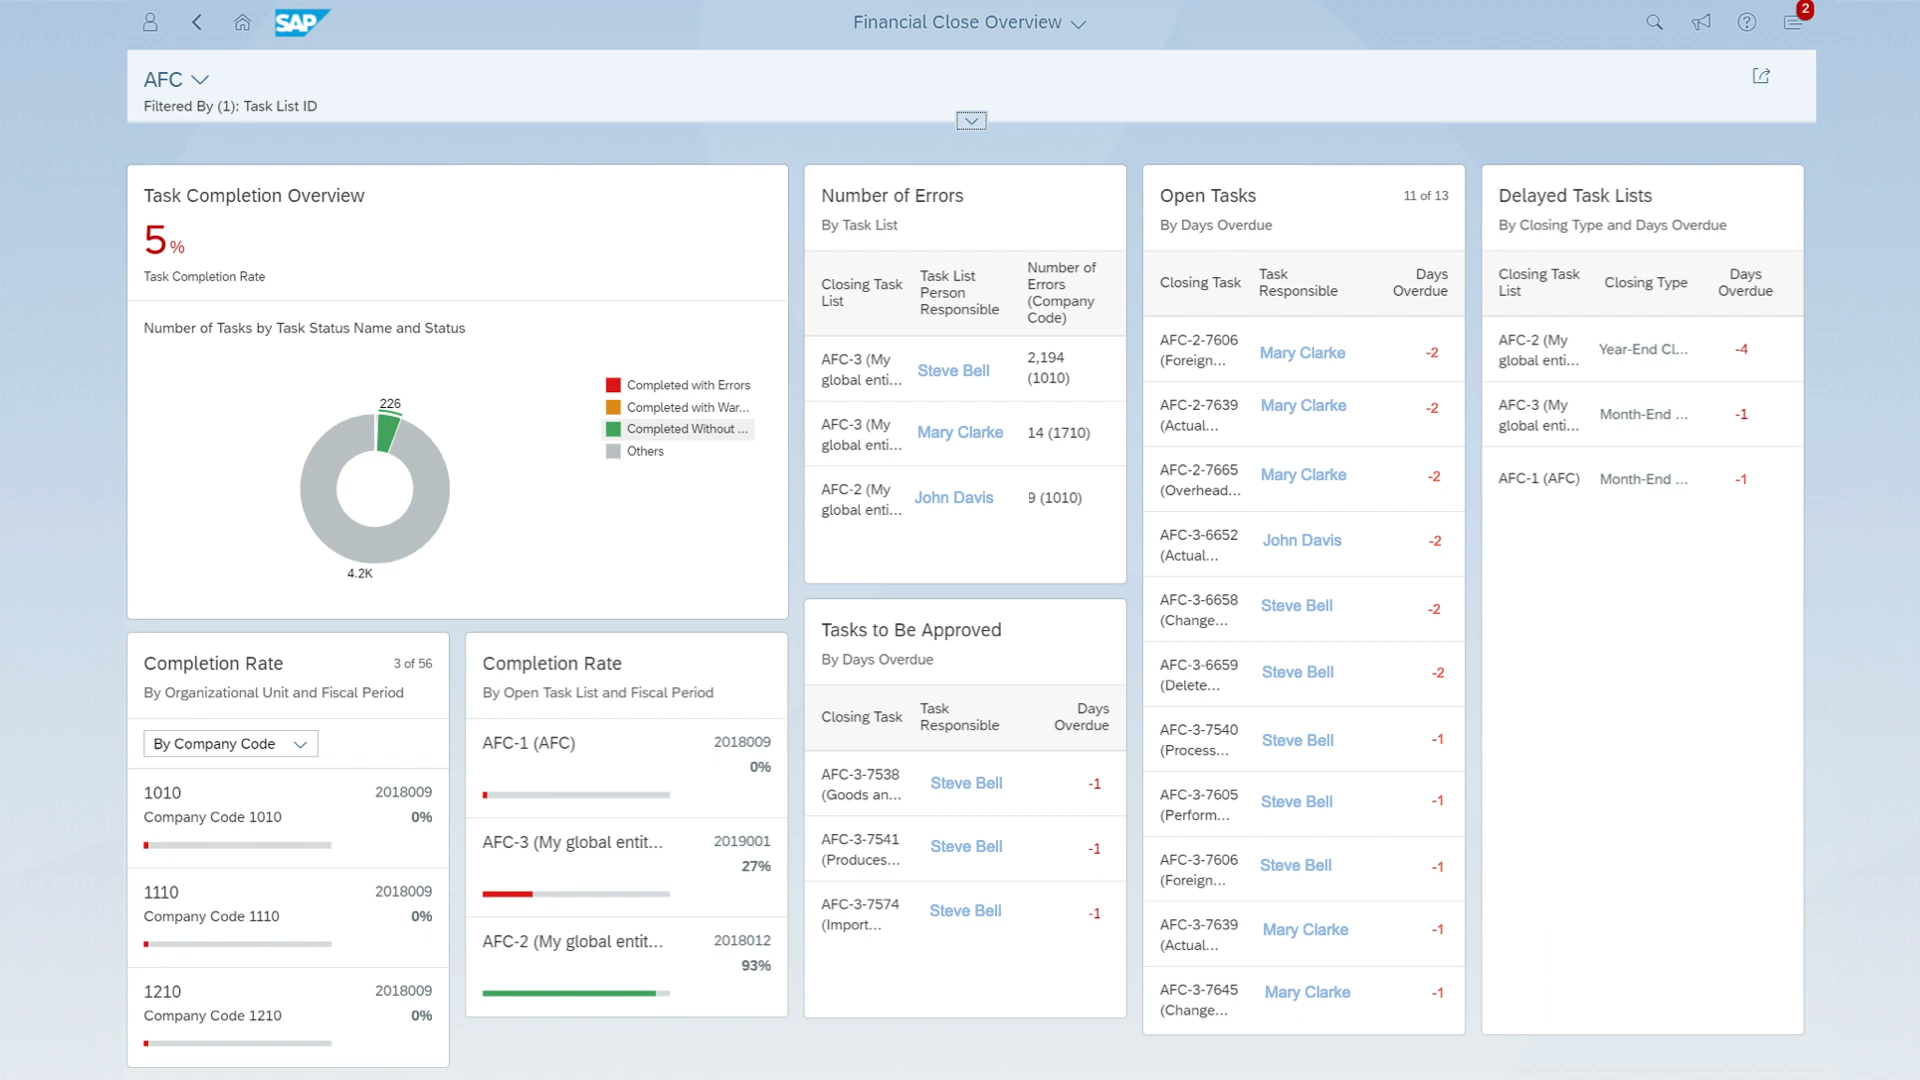 SAP
Financial Close Overview
2
AFC
Filtered By (1): Task List ID
Task Completion Overview
5 %
Task Completion Rate
Number of Tasks by Task Status Name and Status
226
4.2K
Completed with Errors
Completed with War...
Completed Without ...
Others
Completion Rate
3 of 56
By Organizational Unit and Fiscal Period
By Company Code
1010
2018009
Company Code 1010
0%
1110
2018009
Company Code 1110
0%
1210
2018009
Company Code 1210
0%
Completion Rate
By Open Task List and Fiscal Period
AFC-1 (AFC)
2018009
0%
AFC-3 (My global entit...
2019001
27%
AFC-2 (My global entit...
2018012
93%
Number of Errors
By Task List
Closing Task
List
Task List
Person
Responsible
Number of
Errors
(Company
Code)
AFC-3 (My
global enti...
Steve Bell
2,194
(1010)
AFC-3 (My
global enti...
Mary Clarke
14 (1710)
AFC-2 (My
global enti...
John Davis
9 (1010)
Tasks to Be Approved
By Days Overdue
Closing Task
Task
Responsible
Days
Overdue
AFC-3-7538
(Goods an...
Steve Bell
-1
AFC-3-7541
(Produces...
Steve Bell
-1
AFC-3-7574
(Import...
Steve Bell
-1
Open Tasks
11 of 13
By Days Overdue
Closing Task
Task
Responsible
Days
Overdue
AFC-2-7606
(Foreign...
Mary Clarke
-2
AFC-2-7639
(Actual...
Mary Clarke
-2
AFC-2-7665
(Overhead...
Mary Clarke
-2
AFC-3-6652
(Actual...
John Davis
-2
AFC-3-6658
(Change...
Steve Bell
-2
AFC-3-6659
(Delete...
Steve Bell
-2
AFC-3-7540
(Process...
Steve Bell
-1
AFC-3-7605
(Perform...
Steve Bell
-1
AFC-3-7606
(Foreign...
Steve Bell
-1
AFC-3-7639
(Actual...
Mary Clarke
-1
AFC-3-7645
(Change...
Mary Clarke
-1
Delayed Task Lists
By Closing Type and Days Overdue
Closing Task
List
Closing Type
Days
Overdue
AFC-2 (My
global enti...
Year-End Cl...
-4
AFC-3 (My
global enti...
Month-End ...
-1
AFC-1 (AFC)
Month-End ...
-1